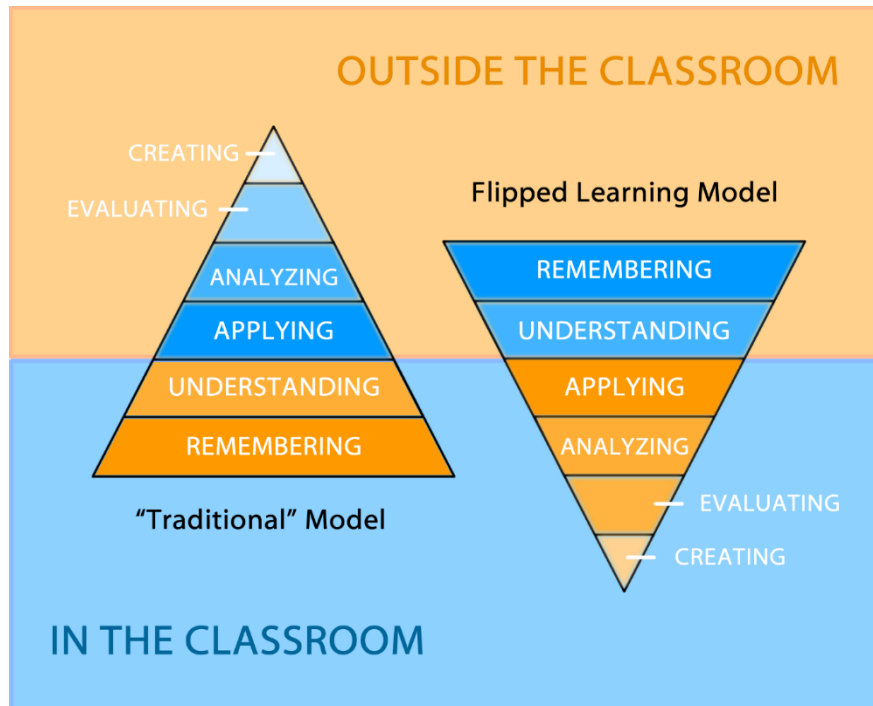 OUTSIDE THE CLASSROOM
CREATING
EVALUATING
ANALYZING
APPLYING
UNDERSTANDING
REMEMBERING
“Traditional” Model
Flipped Learning Model
REMEMBERING
UNDERSTANDING
APPLYING
ANALYZING
EVALUATING
CREATING
IN THE CLASSROOM